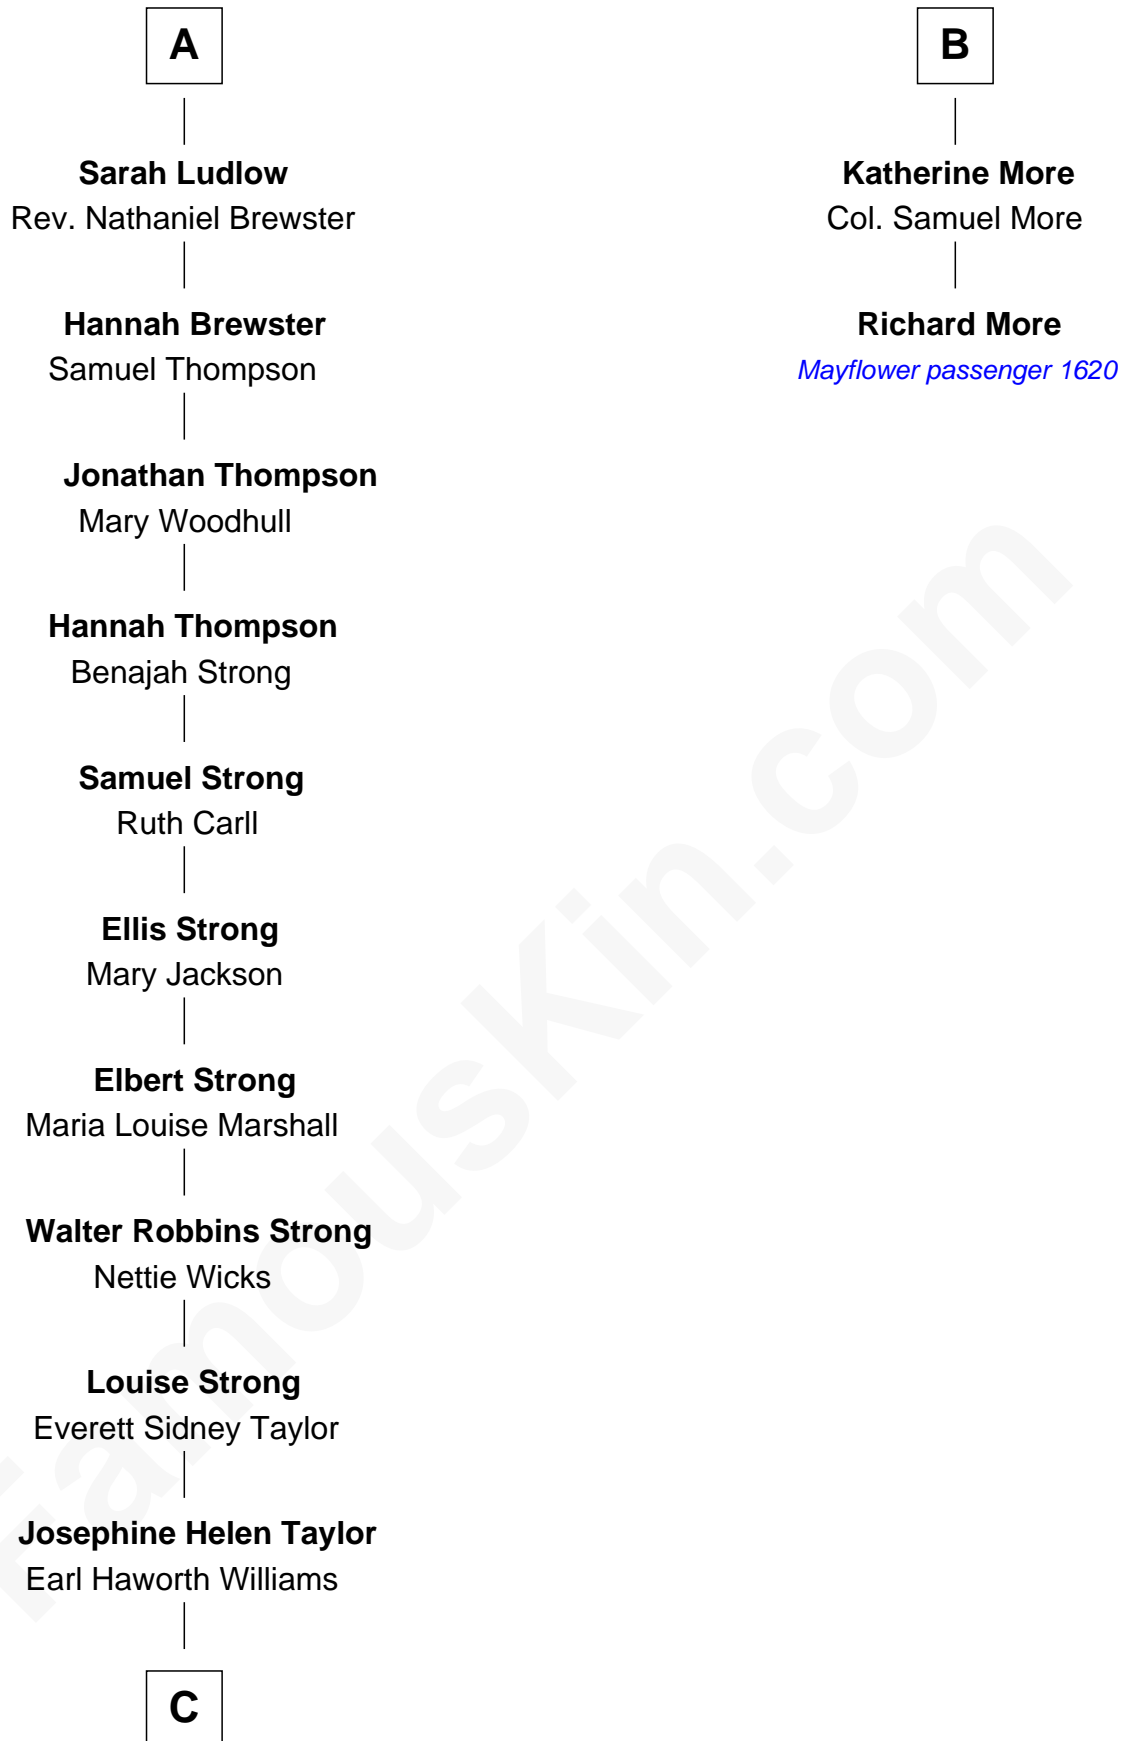 A
Sarah Ludlow
Rev. Nathaniel Brewster
Hannah Brewster
Samuel Thompson
Jonathan Thompson
Mary Woodhull
Hannah Thompson
Benajah Strong
Samuel Strong
Ruth Carll
Ellis Strong
Mary Jackson
Elbert Strong
Maria Louise Marshall
Walter Robbins Strong
Nettie Wicks
Louise Strong
Everett Sidney Taylor
Josephine Helen Taylor
Earl Haworth Williams
C
B
Katherine More
Col. Samuel More
Richard More
Mayflower passenger 1620
FamousKin.com